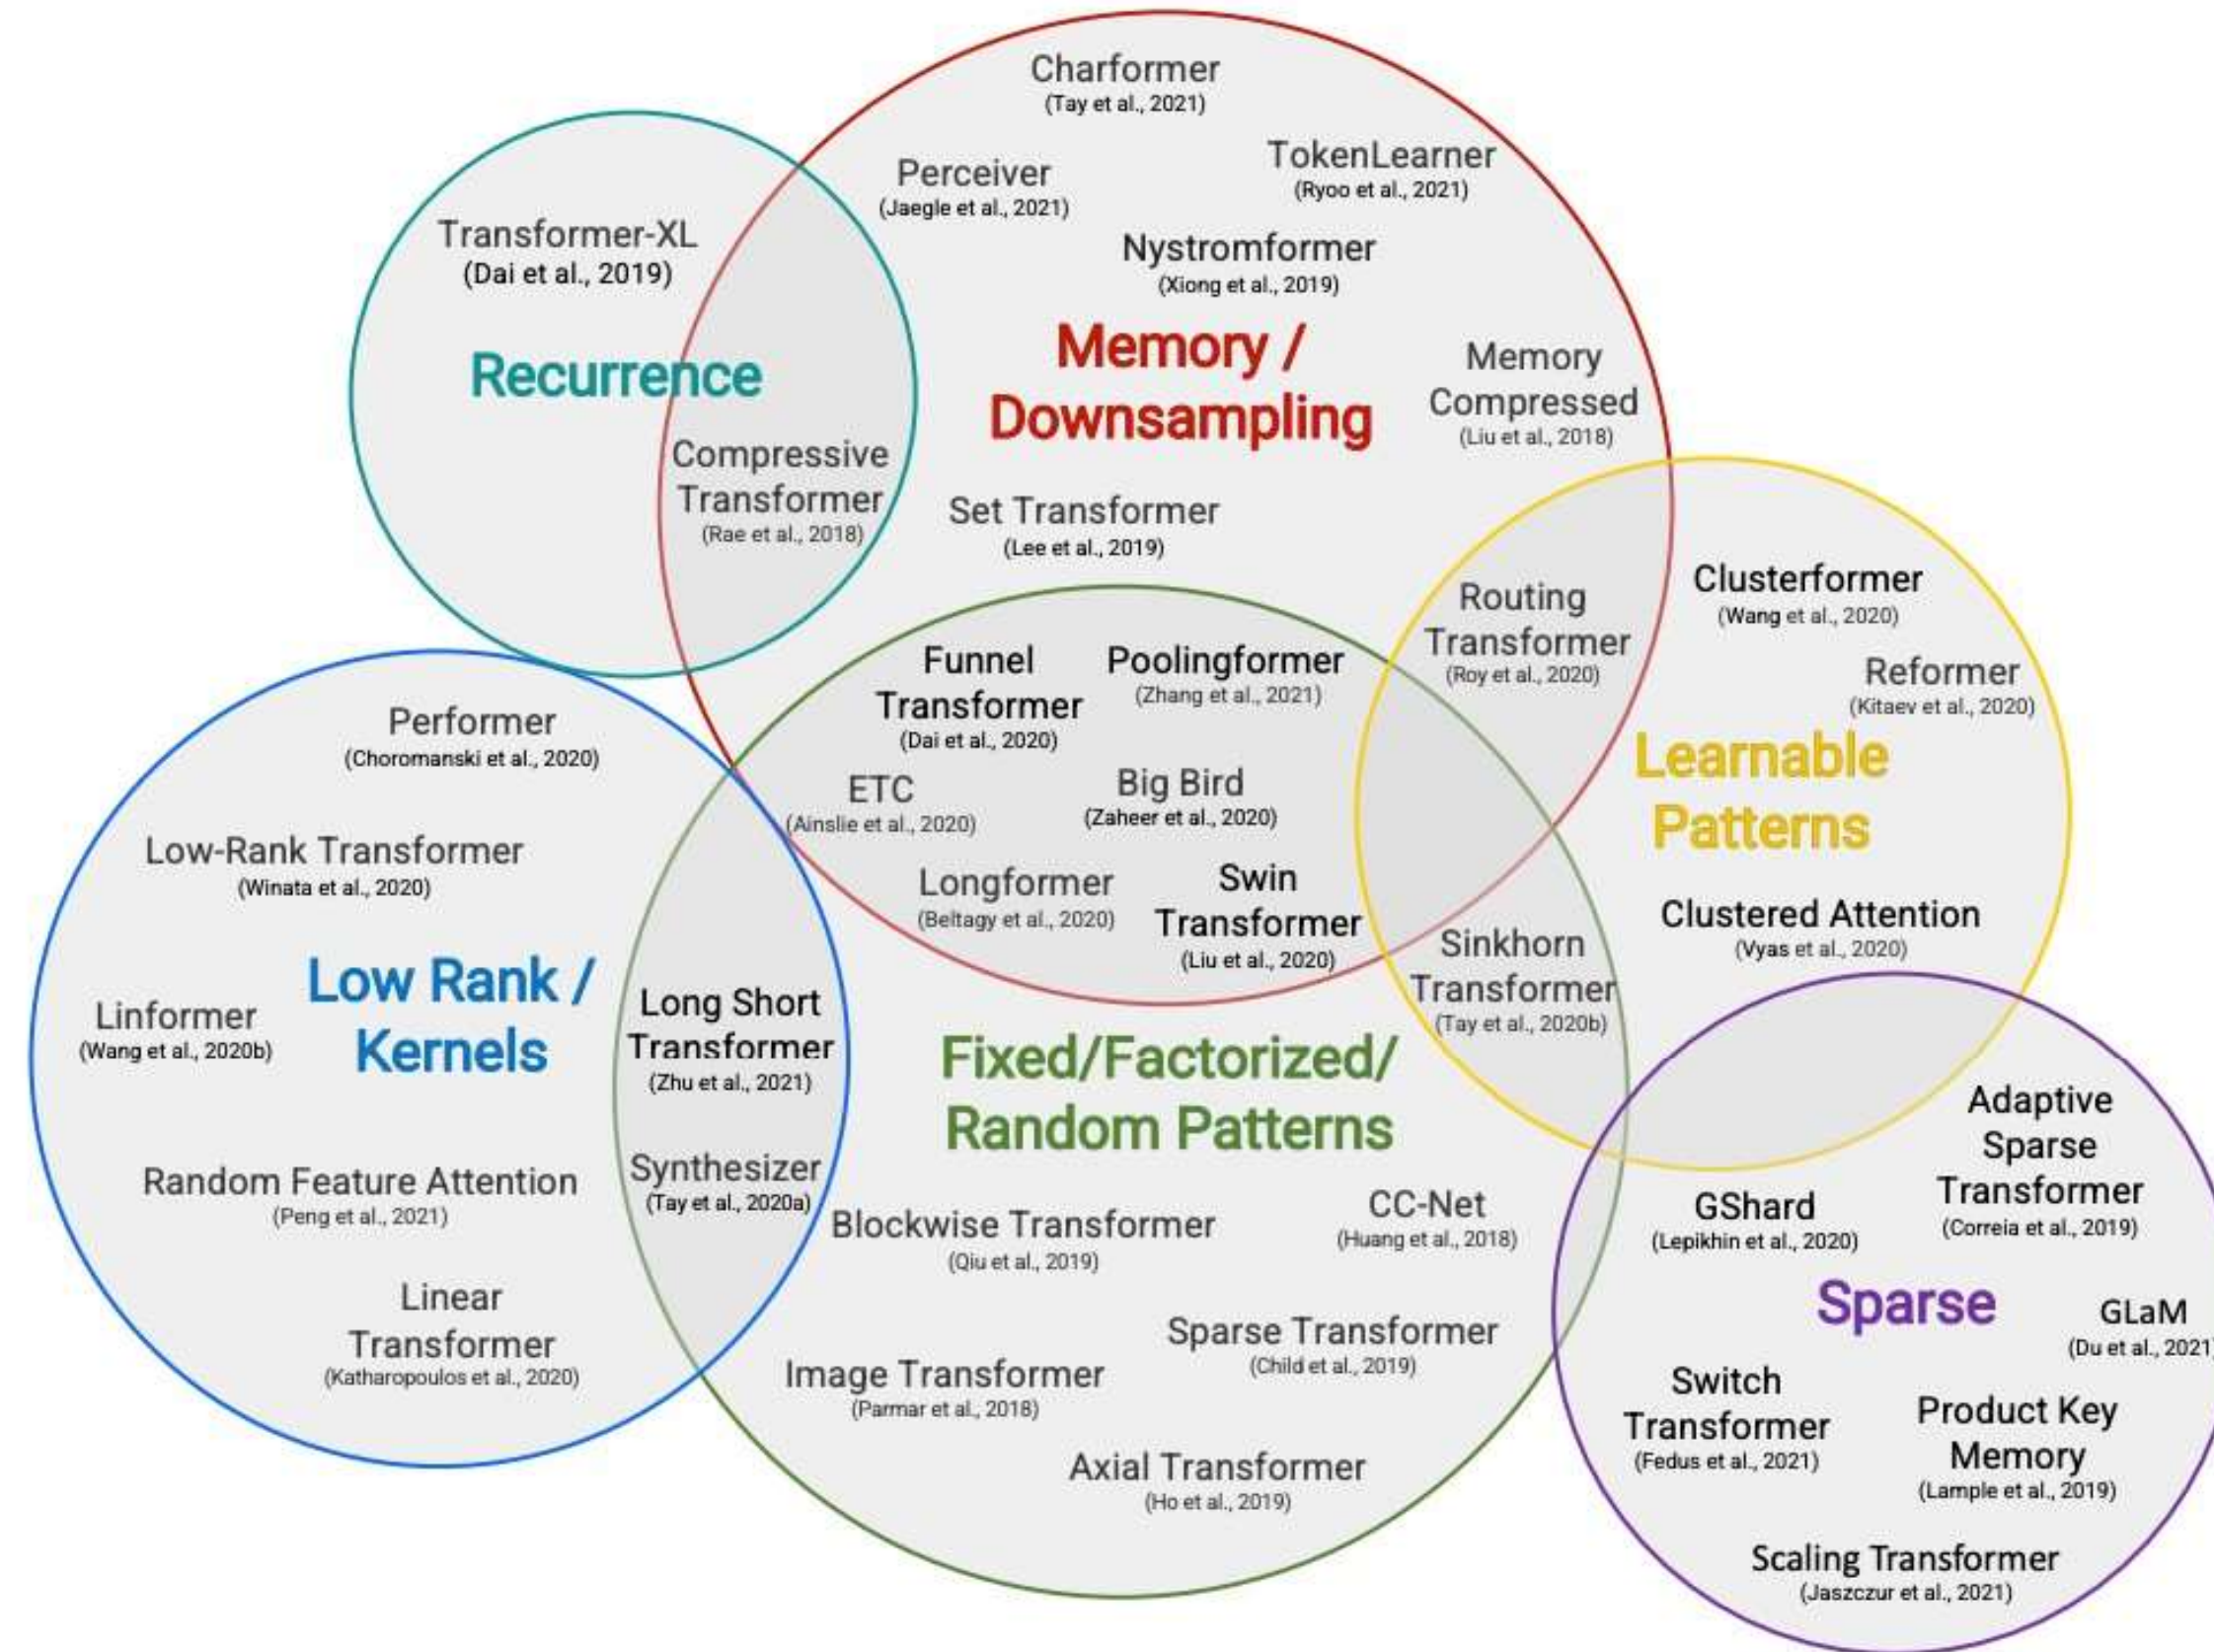 Charformer
(Tay et al., 2021)
TokenLearner
(Ryoo et al., 2021)
Perceiver
(Jaegle et al., 2021)
Transformer-XL
(Dai et al., 2019)
Nystromformer
(Xiong et al., 2019)
Memory /
Downsampling
Recurrence
Memory
Compressed
(Liu et al., 2018)
Compressive
Transformer
(Rae et al., 2018)
Set Transformer
(Lee et al., 2019)
Clusterformer
(Wang et al., 2020)
Routing
Transformer
(Roy et al., 2020)
Reformer
(Kitaev et al., 2020)
Funnel
Transformer
(Dai et al., 2020)
Poolingformer
(Zhang et al., 2021)
Performer
(Choromanski et al., 2020)
Learnable
Patterns
ETC
(Ainslie et al., 2020)
Big Bird
(Zaheer et al., 2020)
Low-Rank Transformer
(Winata et al., 2020)
Longformer
(Beltagy et al., 2020)
Swin
Transformer
(Liu et al., 2020)
Clustered Attention
(Vyas et al., 2020)
Sinkhorn
Transformer
(Tay et al., 2020b)
Low Rank /
Kernels
Linformer
(Wang et al., 2020b)
Long Short
Transformer
(Zhu et al., 2021)
Fixed/Factorized/
Random Patterns
Adaptive
Sparse
Transformer
(Correia et al., 2019)
Random Feature Attention
(Peng et al., 2021)
Synthesizer
(Tay et al., 2020a)
Blockwise Transformer
(Qiu et al., 2019)
CC-Net
(Huang et al., 2018)
GShard
(Lepikhin et al., 2020)
Sparse
GLaM
(Du et al., 2021)
Linear
Transformer
(Katharopoulos et al., 2020)
Sparse Transformer
(Child et al., 2019)
Image Transformer
(Parmar et al., 2018)
Switch
Transformer
(Fedus et al., 2021)
Product Key
Memory
(Lample et al., 2019)
Axial Transformer
(Ho et al., 2019)
Scaling Transformer
(Jaszczur et al., 2021)